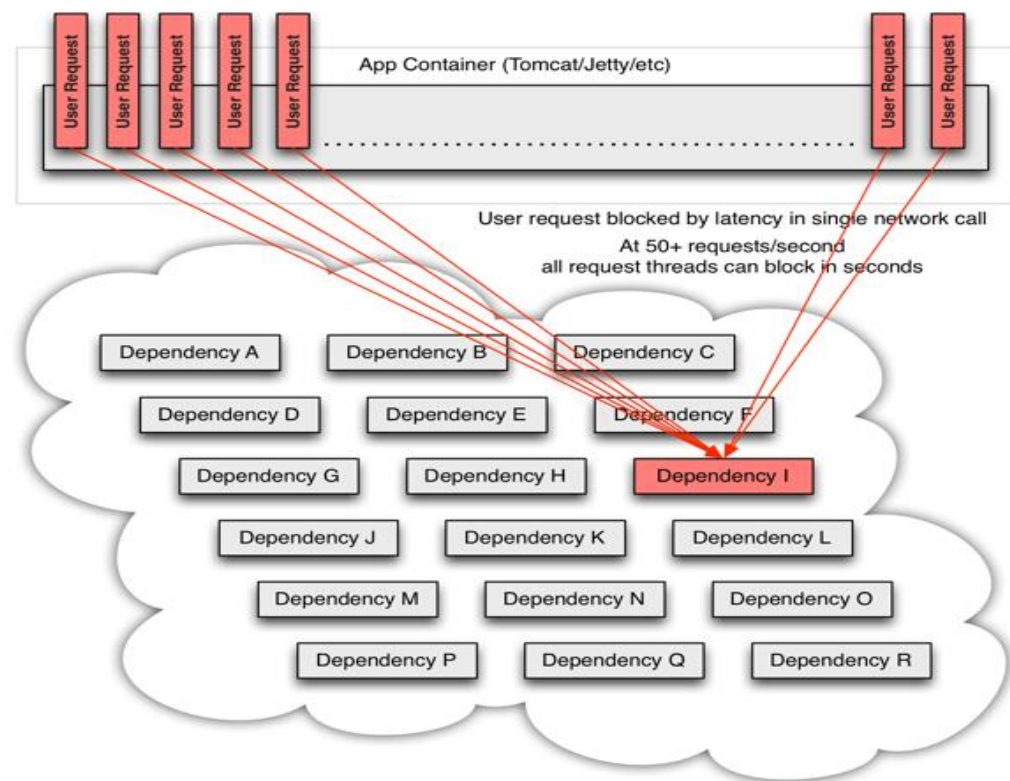 User Request
User Request
User Request
User Request
User Request
User Request
User Request
App Container (Tomcat/Jetty/etc)
User request blocked by latency in single network call
At 50+ requests/second
all request threads can block in seconds
Dependency A
Dependency B
Dependency C
Dependency D
Dependency E
Dependency F
Dependency G
Dependency H
Dependency I
Dependency J
Dependency K
Dependency L
Dependency M
Dependency N
Dependency O
Dependency P
Dependency Q
Dependency R